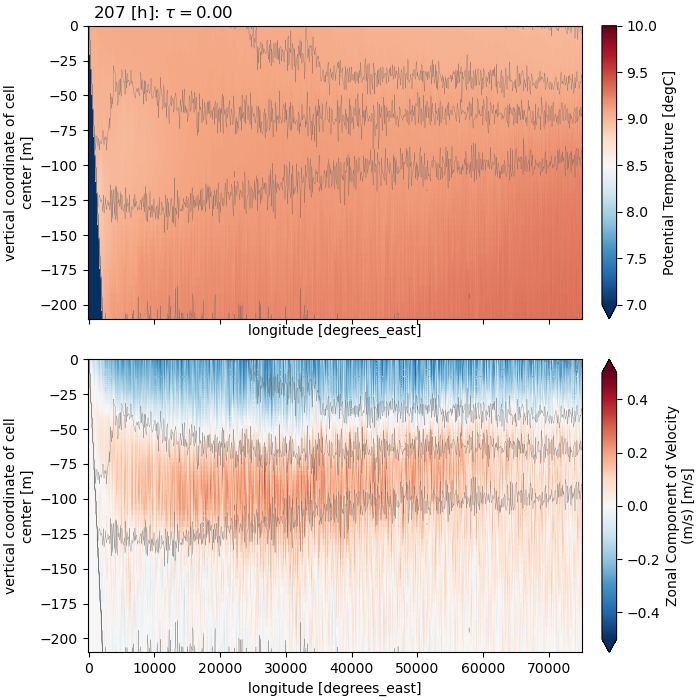 207 [h]: τ = 0.00
0
−25
−50
−75
−100
−125
−150
−175
−200
vertical coordinate of cell
center [m]
longitude [degrees_east]
10.0
9.5
9.0
8.5
8.0
7.5
7.0
Potential Temperature [degC]
0
−25
−50
−75
−100
−125
−150
−175
−200
vertical coordinate of cell
center [m]
0 10000 20000 30000 40000 50000 60000 70000
longitude [degrees_east]
0.4
0.2
0.0
−0.2
−0.4
Zonal Component of Velocity
(m/s) [m/s]